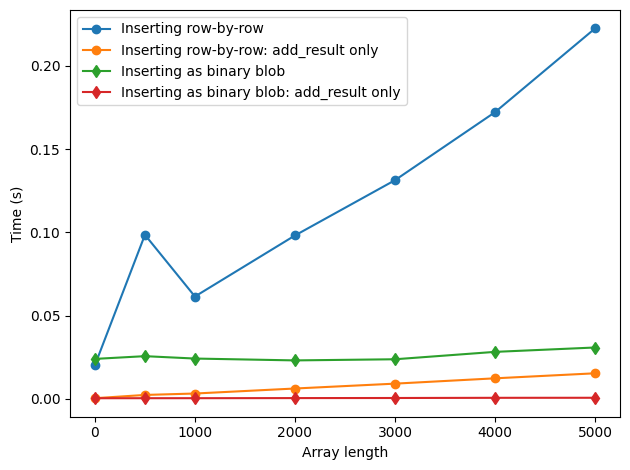 Inserting row-by-row
Inserting row-by-row: add_result only
Inserting as binary blob
Inserting as binary blob: add_result only
Time (s)
0.20
0.15
0.10
0.05
0.00
0 1000 2000 3000 4000 5000
Array length